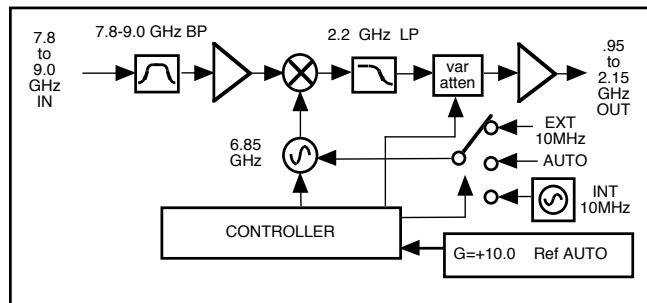 7.8
to
9.0
GHz
IN
7.8-9.0 GHz BP
2.2 GHz LP
var
atten
.95
to
2.15
GHz
OUT
6.85
GHz
EXT
10MHz
AUTO
INT
10MHz
CONTROLLER
G=+10.0 Ref AUTO